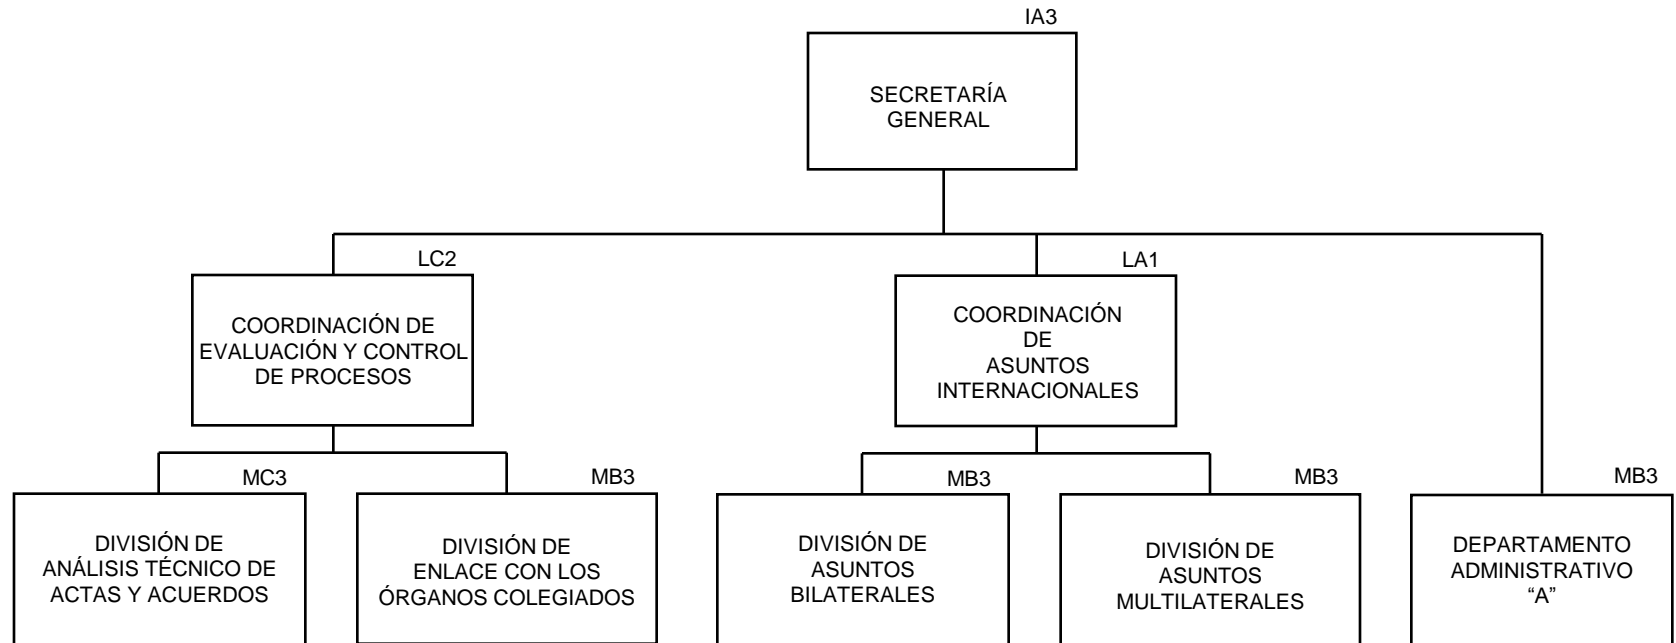 IA3
SECRETARÍA
GENERAL
LC2
COORDINACIÓN DE
EVALUACIÓN Y CONTROL
DE PROCESOS
LA1
COORDINACIÓN
DE
ASUNTOS
INTERNACIONALES
MC3
DIVISIÓN DE
ANÁLISIS TÉCNICO DE
ACTAS Y ACUERDOS
MB3
DIVISIÓN DE
ENLACE CON LOS
ÓRGANOS COLEGIADOS
MB3
DIVISIÓN DE
ASUNTOS
BILATERALES
MB3
DIVISIÓN DE
ASUNTOS
MULTILATERALES
MB3
DEPARTAMENTO
ADMINISTRATIVO
“A”